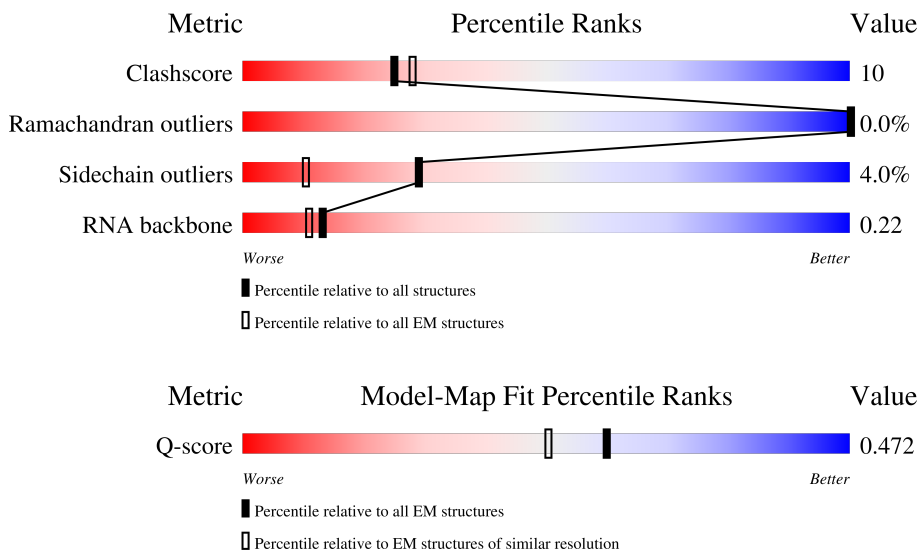 Metric Percentile Ranks Value
Clashscore 10
Ramachandran outliers 0.0%
Sidechain outliers 4.0%
RNA backbone 0.22
Worse Better
Percentile relative to all structures
Percentile relative to all EM structures
Metric Model-Map Fit Percentile Ranks Value
Q-score 0.472
Worse Better
Percentile relative to all EM structures
Percentile relative to EM structures of similar resolution